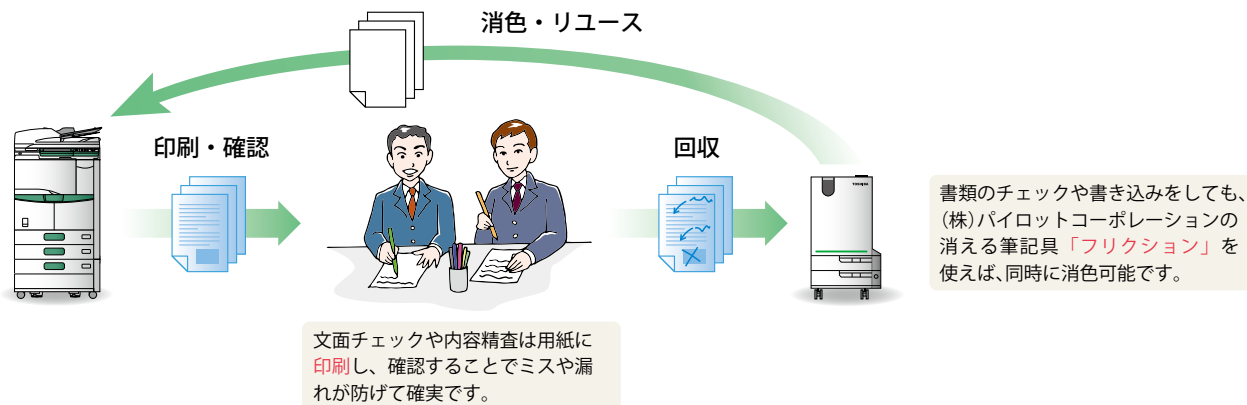 消色・リユース
印刷・確認
回収
TOSHIBA
書類のチェックや書き込みをしても、
(株)パイロットコーポレーションの
消える筆記具「フリクション」を
使えば、同時に消色可能です。
文面チェックや内容精査は用紙に
印刷し、確認することでミスや漏
れが防げて確実です。